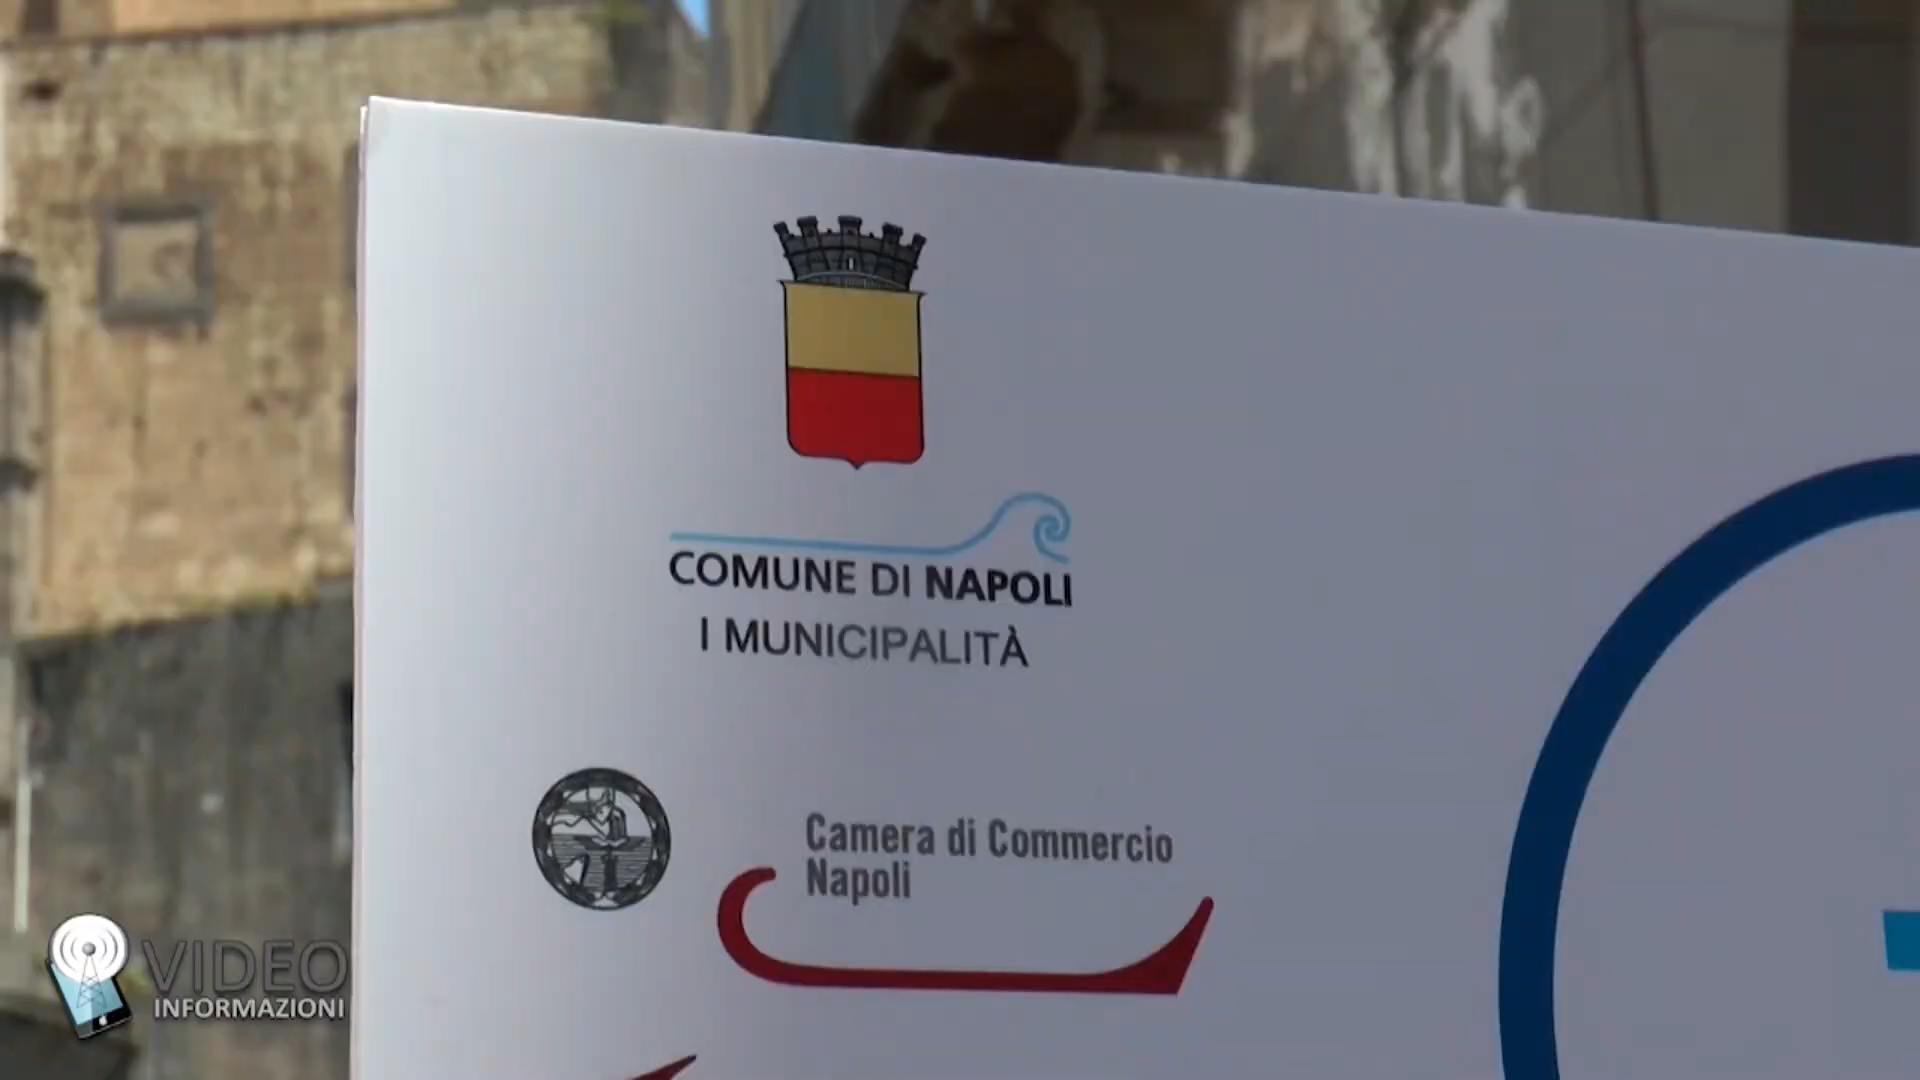 COMUNE DI NAPOLI
I MUNICIPALITÀ
Camera di Commercio
Napoli
VIDEO
INFORMAZIONI